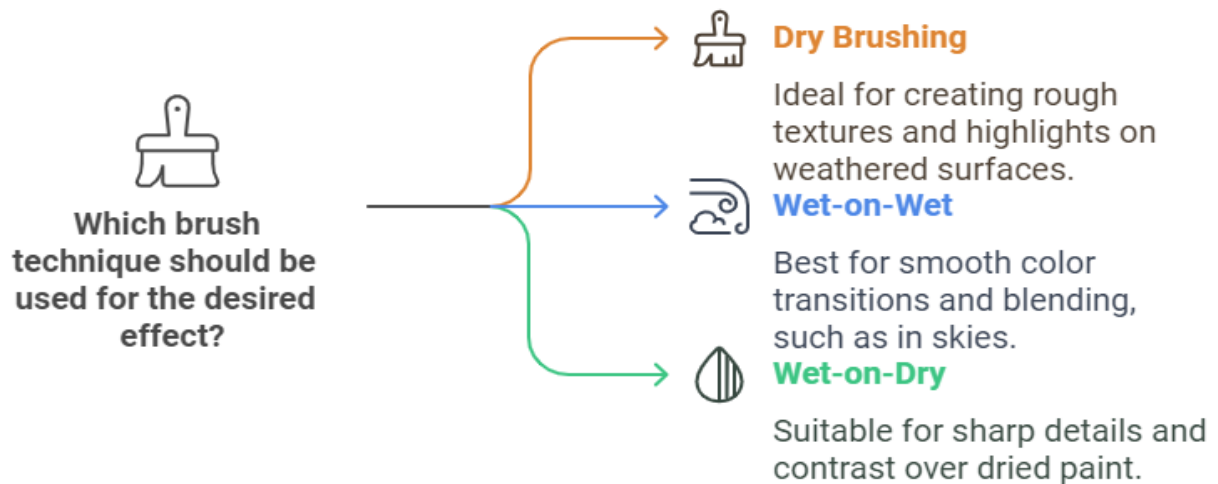 Which brush
technique should be
used for the desired
effect?
Dry Brushing
Ideal for creating rough
textures and highlights on
weathered surfaces.
Wet-on-Wet
Best for smooth color
transitions and blending,
such as in skies.
Wet-on-Dry
Suitable for sharp details and
contrast over dried paint.